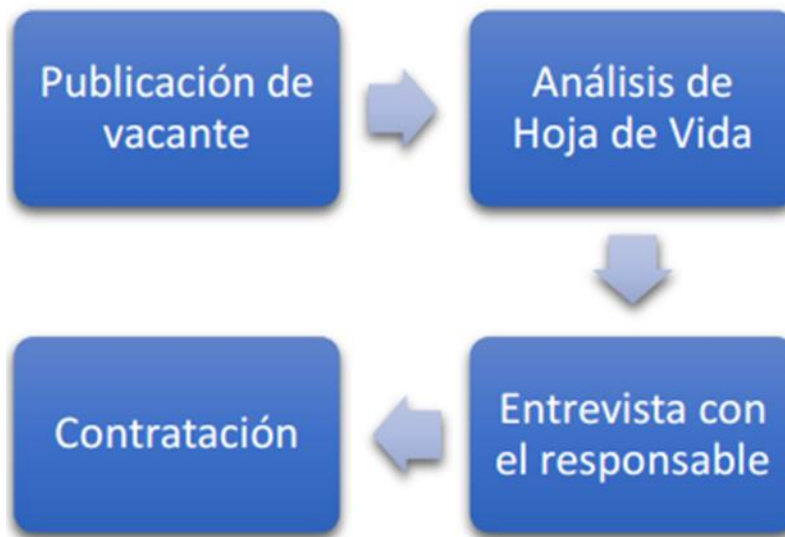 Publicación de
vacante
Análisis de
Hoja de Vida
Entrevista con
el responsable
Contratación